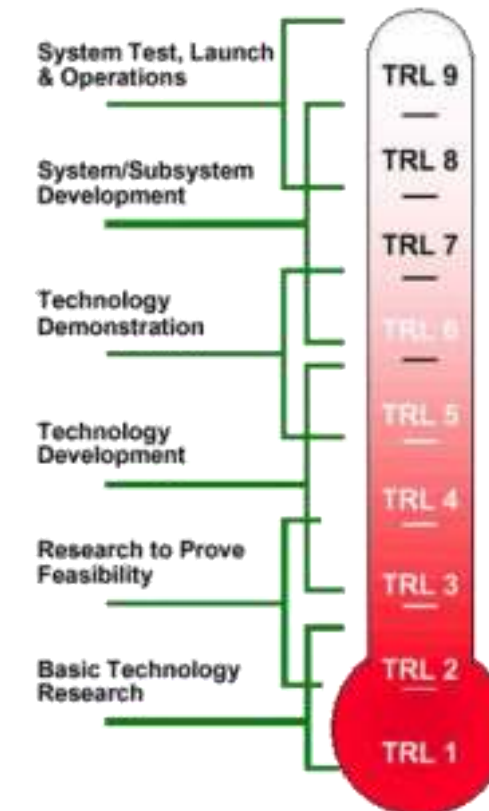 System Test, Launch
& Operations
System/Subsystem
Development
Technology
Demonstration
Technology
Development
Research to Prove
Feasibility
Basic Technology
Research
TRL 9
TRL 8
TRL 7
TRL 6
TRL 5
TRL 4
TRL 3
TRL 2
TRL 1